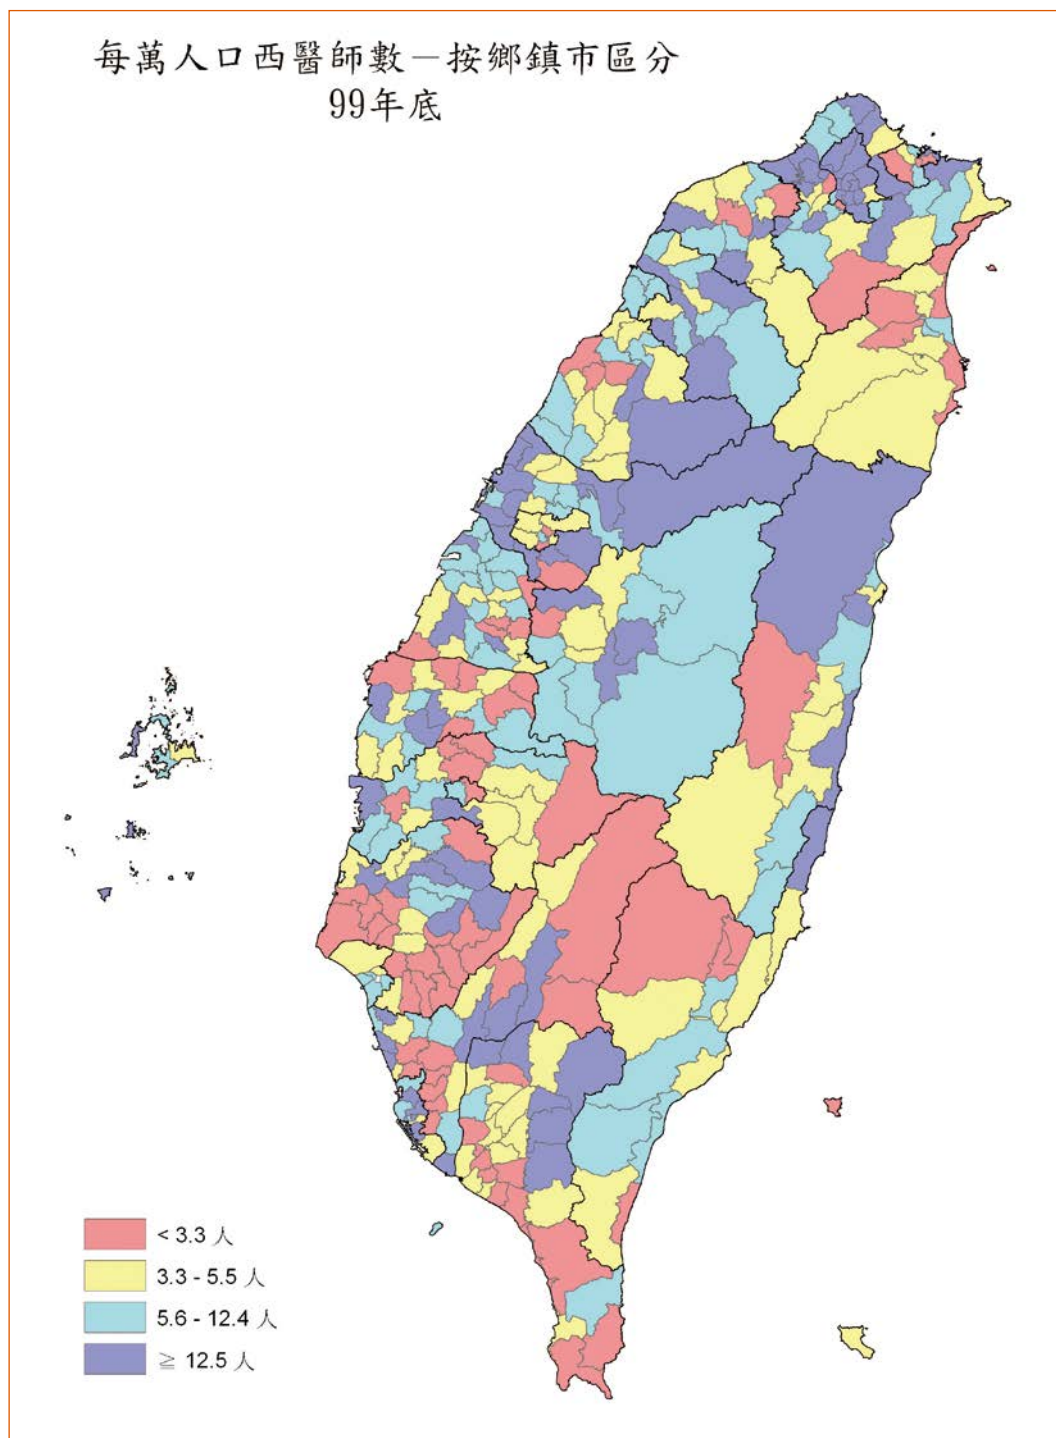 每萬人口西醫師數－按鄉鎮市區分
99年底
< 3.3 人
3.3 - 5.5 人
5.6 - 12.4 人
≧ 12.5 人